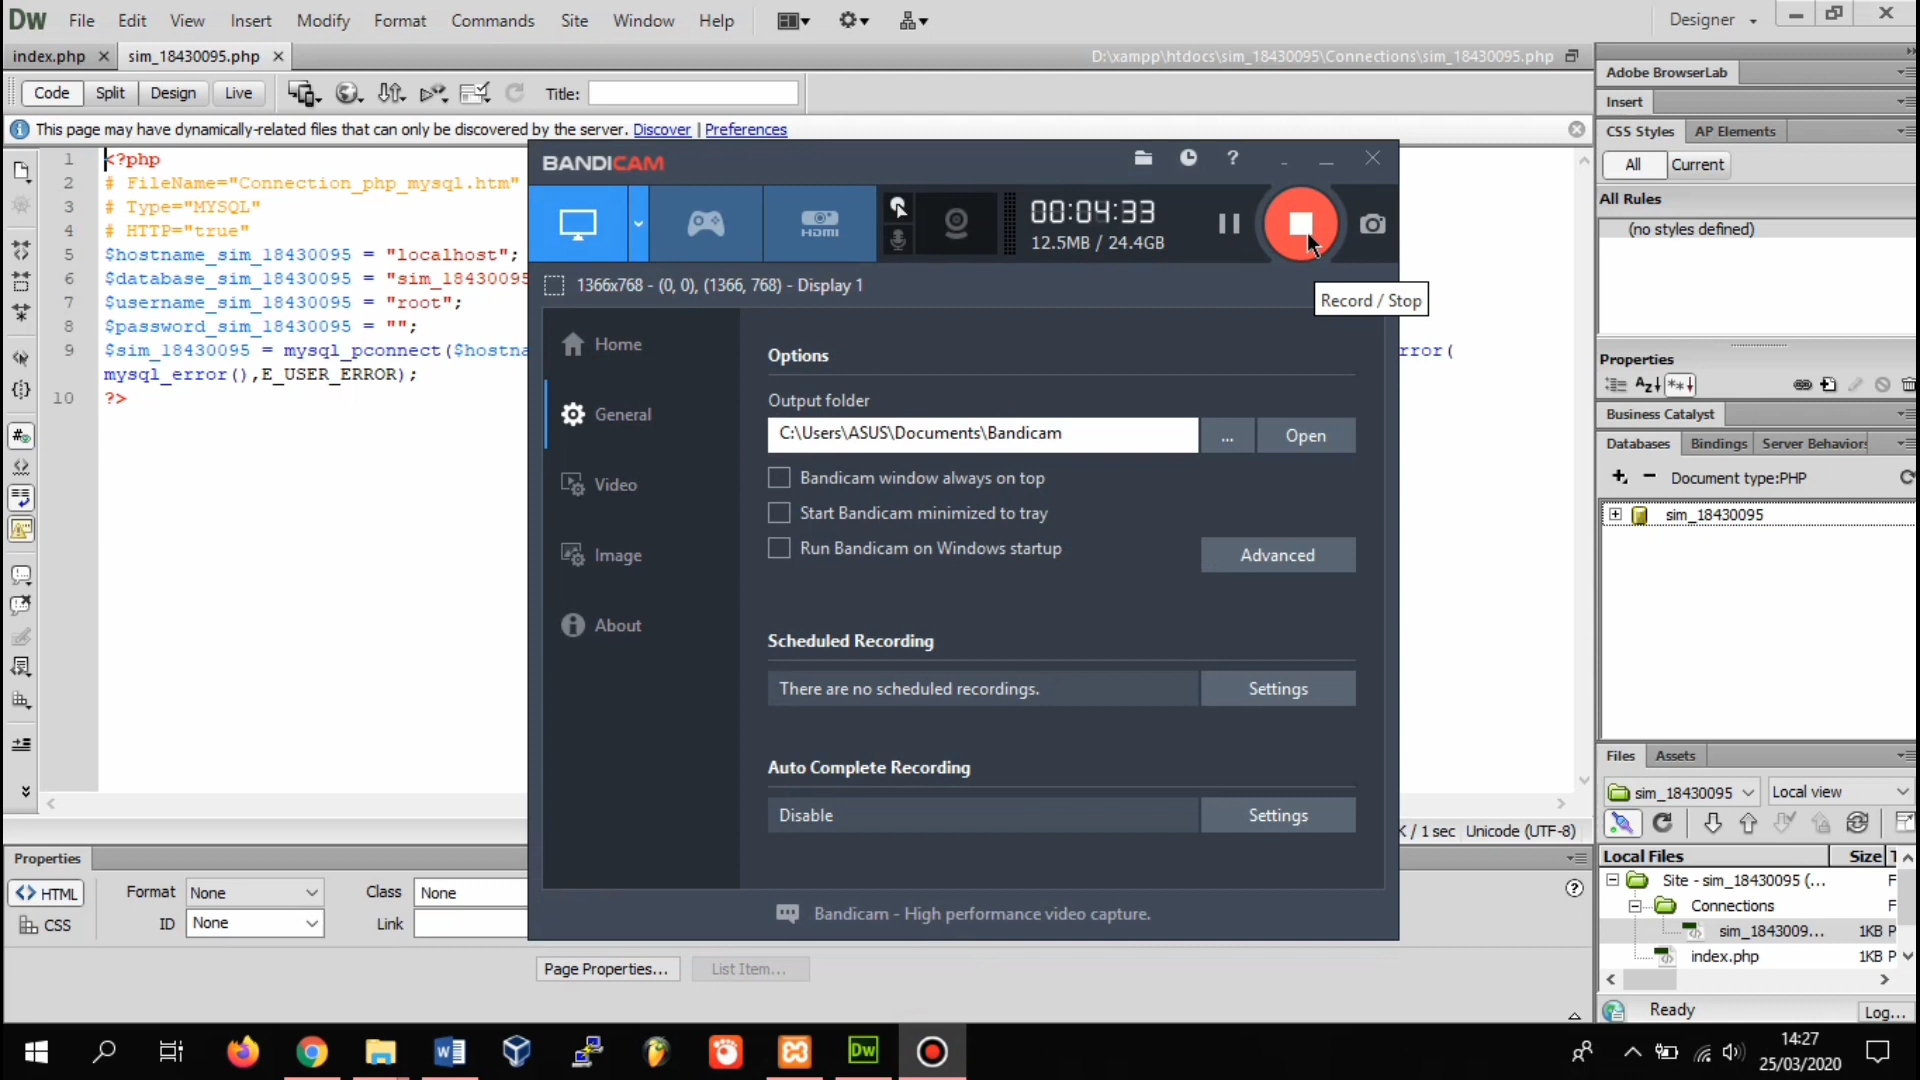 Dw File Edit View Insert Modify Format Commands Site Window Help Designer
index.php sim_18430095.php D:\xampp\htdocs\sim_18430095\Connections\sim_18430095.php
Code Split Design Live Title:
This page may have dynamically-related files that can only be discovered by the server. Discover | Preferences
1 <?php
2 # FileName="Connection_php_mysql.htm"
3 # Type="MYSQL"
4 # HTTP="true"
5 $hostname_sim_18430095 = "localhost";
6 $database_sim_18430095 = "sim_18430095
7 $username_sim_18430095 = "root";
8 $password_sim_18430095 = "";
9 $sim_18430095 = mysql_pconnect($hostna rror(
mysql_error(),E_USER_ERROR);
10 ?>
BANDICAM ?
HDMI
00:04:33
12.5MB / 24.4GB
1366x768 - (0, 0), (1366, 768) - Display 1
Record / Stop
Home
General
Video
Image
About
Options
Output folder
C:\Users\ASUS\Documents\Bandicam ... Open
Bandicam window always on top
Start Bandicam minimized to tray
Run Bandicam on Windows startup
Advanced
Scheduled Recording
There are no scheduled recordings. Settings
Auto Complete Recording
Disable Settings
Bandicam - High performance video capture.
K / 1 sec Unicode (UTF-8)
Properties
<> HTML Format None Class None
CSS ID None Link
Page Properties... List Item...
Adobe BrowserLab
Insert
CSS Styles AP Elements
All Current
All Rules
(no styles defined)
Properties
Business Catalyst
Databases Bindings Server Behaviors
Document type:PHP
sim_18430095
Files Assets
sim_18430095 Local view
Local Files Size T
Site - sim_18430095 (... F
Connections F
sim_1843009... 1KB P
index.php 1KB P
Ready Log...
Dw
14:27
25/03/2020